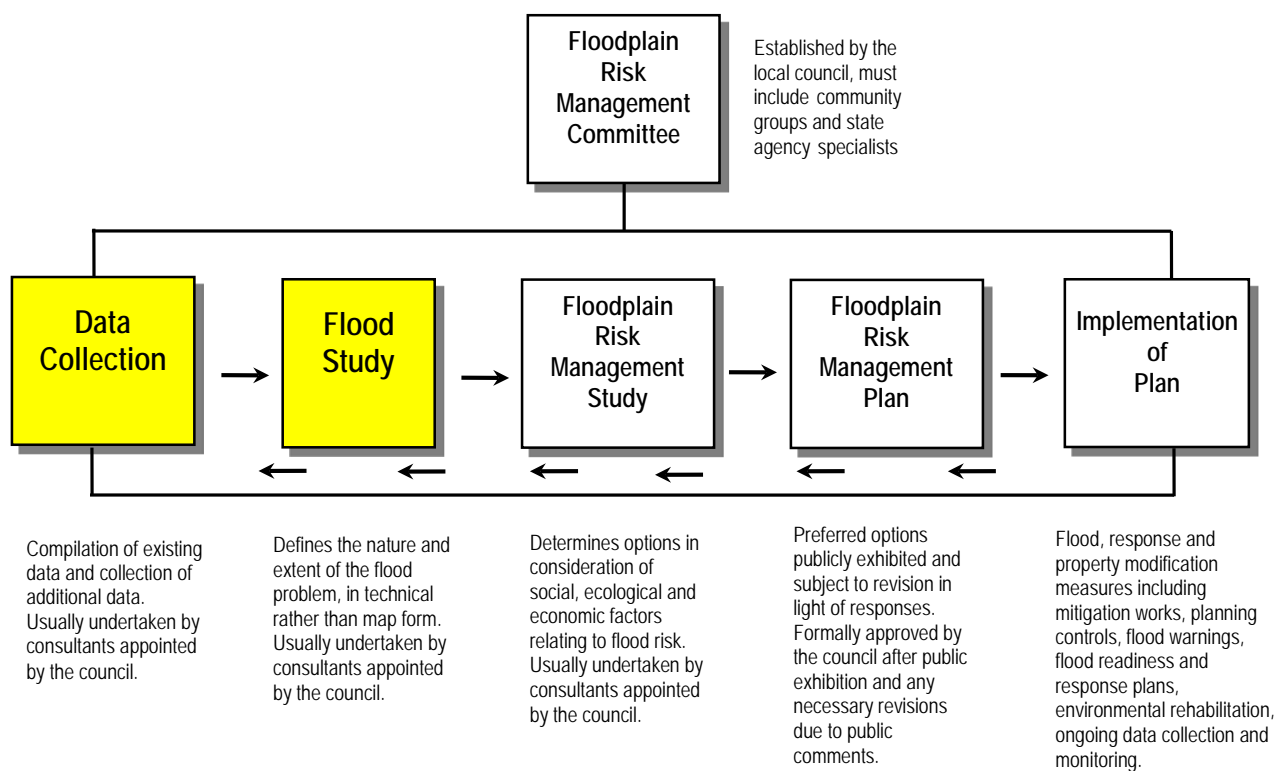 Floodplain
Risk
Management
Committee
Established by the
local council, must
include community
groups and state
agency specialists
Data
Collection
Flood
Study
Floodplain
Risk
Management
Study
Floodplain
Risk
Management
Plan
Implementation
of
Plan
Compilation of existing
data and collection of
additional data.
Usually undertaken by
consultants appointed
by the council.
Defines the nature and
extent of the flood
problem, in technical
rather than map form.
Usually undertaken by
consultants appointed
by the council.
Determines options in
consideration of
social, ecological and
economic factors
relating to flood risk.
Usually undertaken by
consultants appointed
by the council.
Preferred options
publicly exhibited and
subject to revision in
light of responses.
Formally approved by
the council after public
exhibition and any
necessary revisions
due to public
comments.
Flood, response and
property modification
measures including
mitigation works, planning
controls, flood warnings,
flood readiness and
response plans,
environmental rehabilitation,
ongoing data collection and
monitoring.